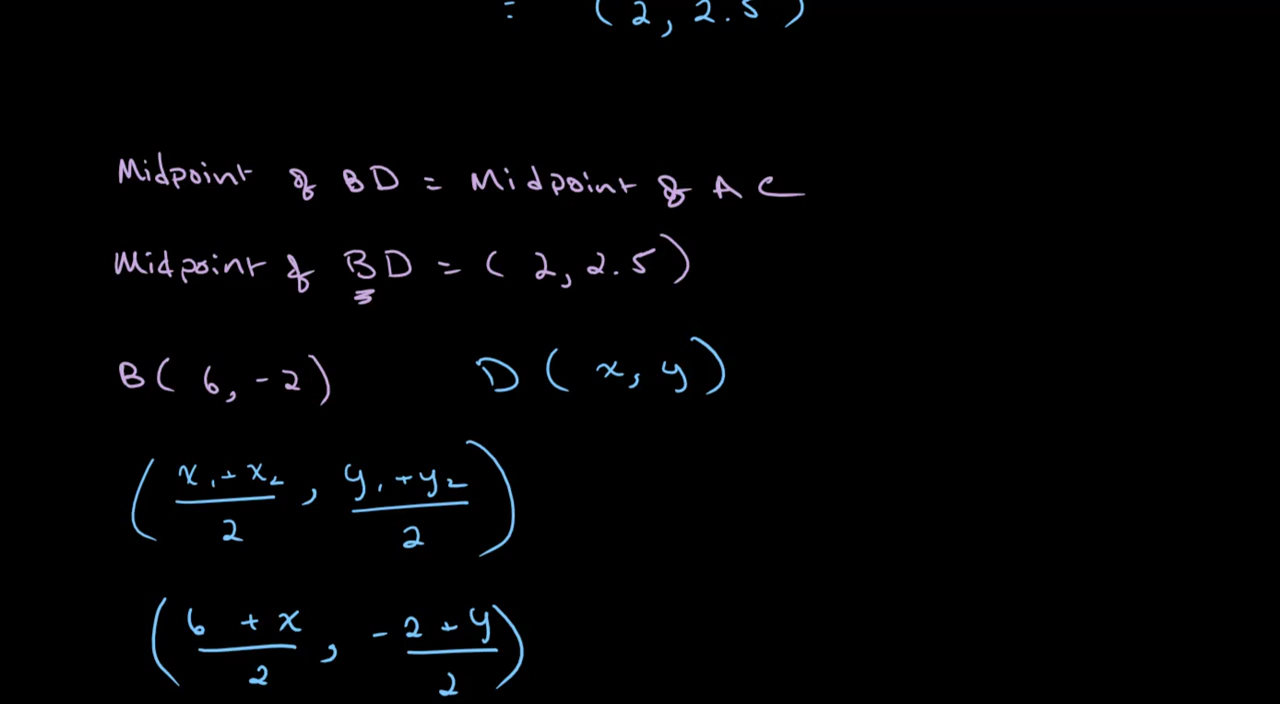 = (2, 2.5)
Midpoint of BD = Midpoint of AC
Midpoint of BD = (2, 2.5)
B(6, -2) D(x, y)
(x₁+x₂/2, y₁+y₂/2)
(6+x/2, -2+y/2)